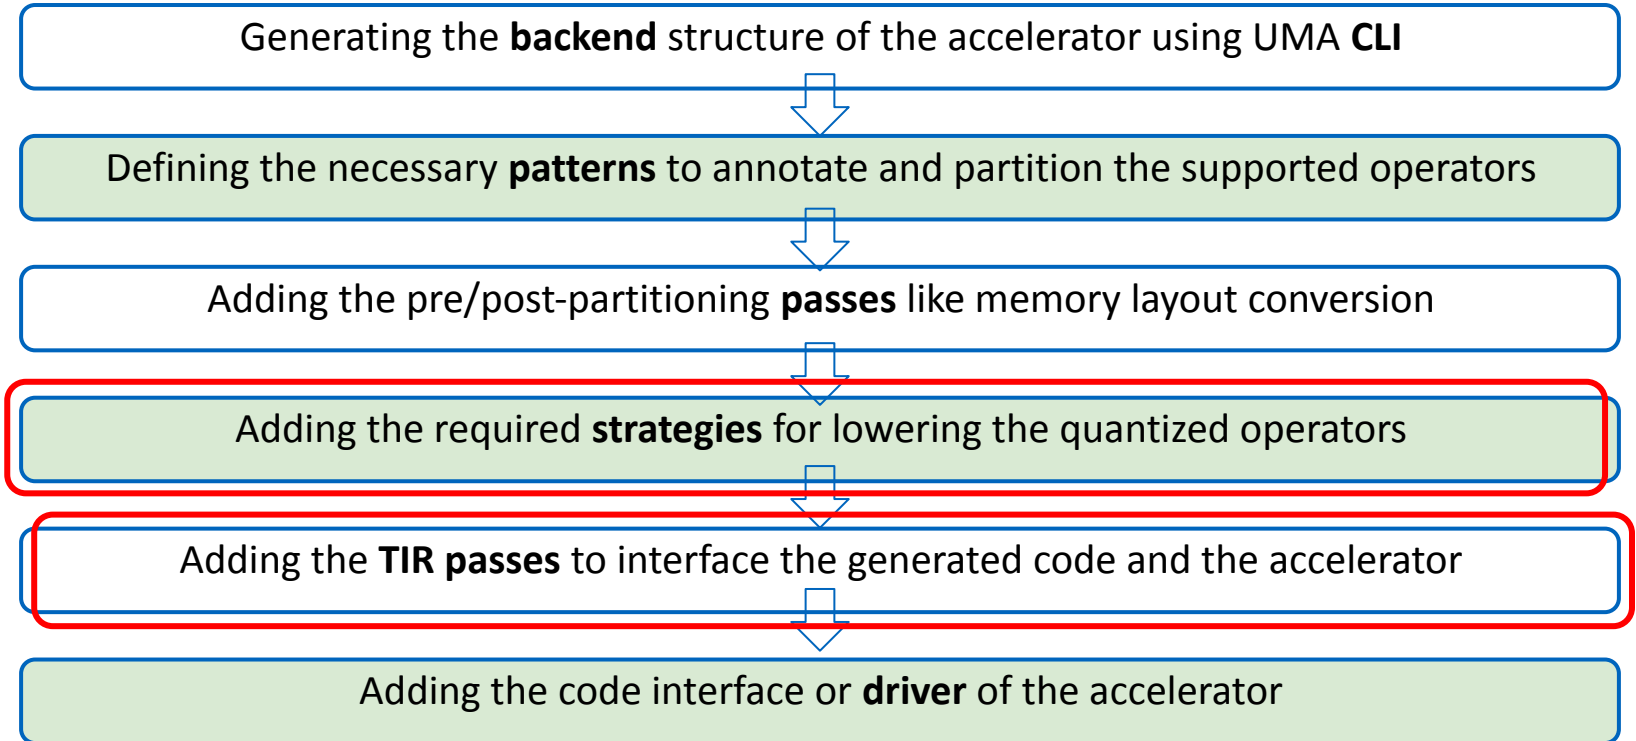 Generating the backend structure of the accelerator using UMA CLI
Defining the necessary patterns to annotate and partition the supported operators
Adding the pre/post-partitioning passes like memory layout conversion
Adding the required strategies for lowering the quantized operators
Adding the TIR passes to interface the generated code and the accelerator
Adding the code interface or driver of the accelerator